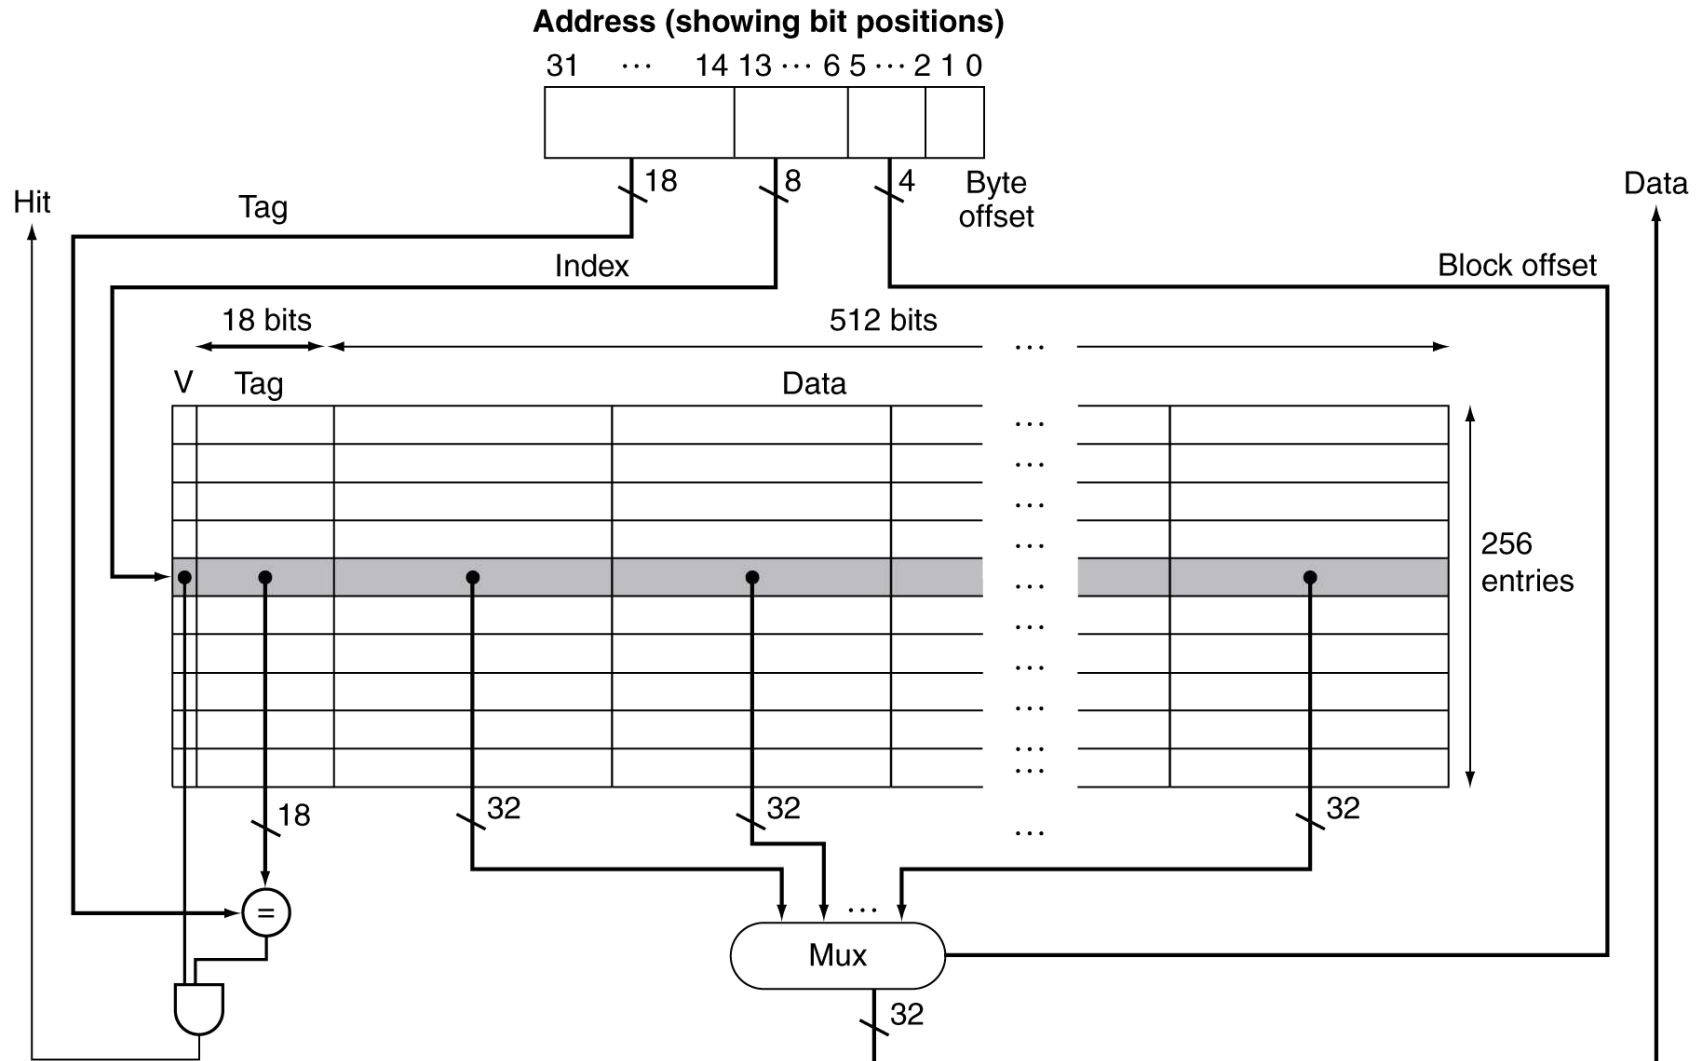 Address (showing bit positions)
31 ··· 14 13 ··· 6 5 ··· 2 1 0
18
8
4
Byte
offset
Hit
Tag
Data
Index
Block offset
18 bits
512 bits
···
V
Tag
Data
···
···
···
···
256
entries
···
···
···
···
···
···
18
32
32
···
32
=
···
Mux
32